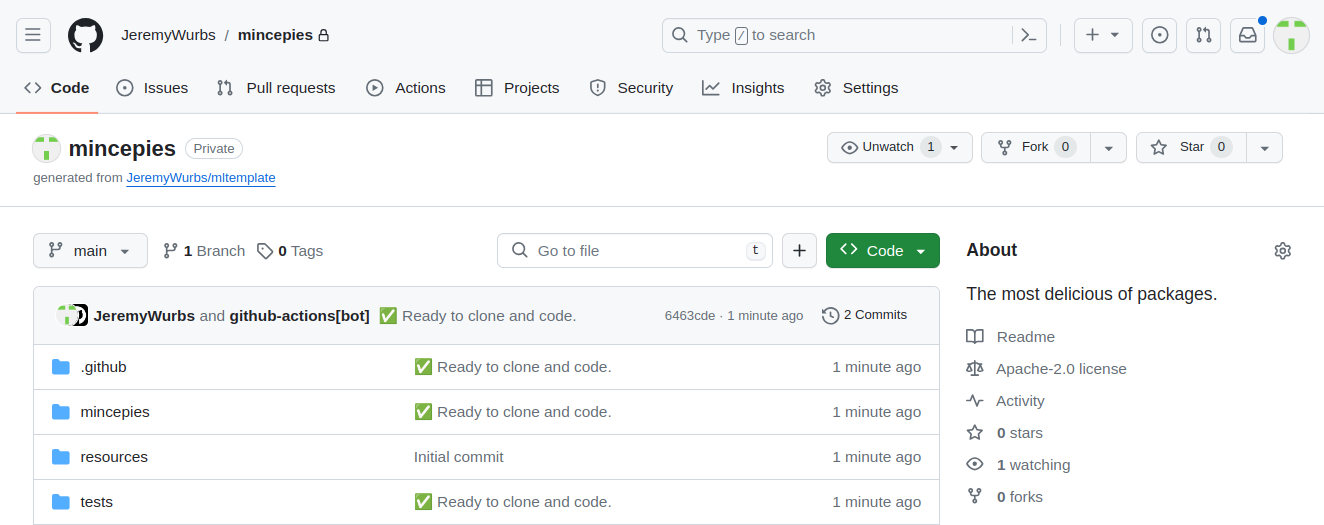 JeremyWurbs / mincepies
Type / to search
Code Issues Pull requests Actions Projects Security Insights Settings
mincepies Private
Unwatch 1 Fork 0 Star 0
generated from JeremyWurbs/mltemplate
main 1 Branch 0 Tags Go to file t + Code
About
The most delicious of packages.
JeremyWurbs and github-actions[bot] ✅ Ready to clone and code. 6463cde · 1 minute ago 2 Commits
Readme
.github ✅ Ready to clone and code. 1 minute ago
Apache-2.0 license
Activity
mincepies ✅ Ready to clone and code. 1 minute ago
0 stars
resources Initial commit 1 minute ago
1 watching
0 forks
tests ✅ Ready to clone and code. 1 minute ago